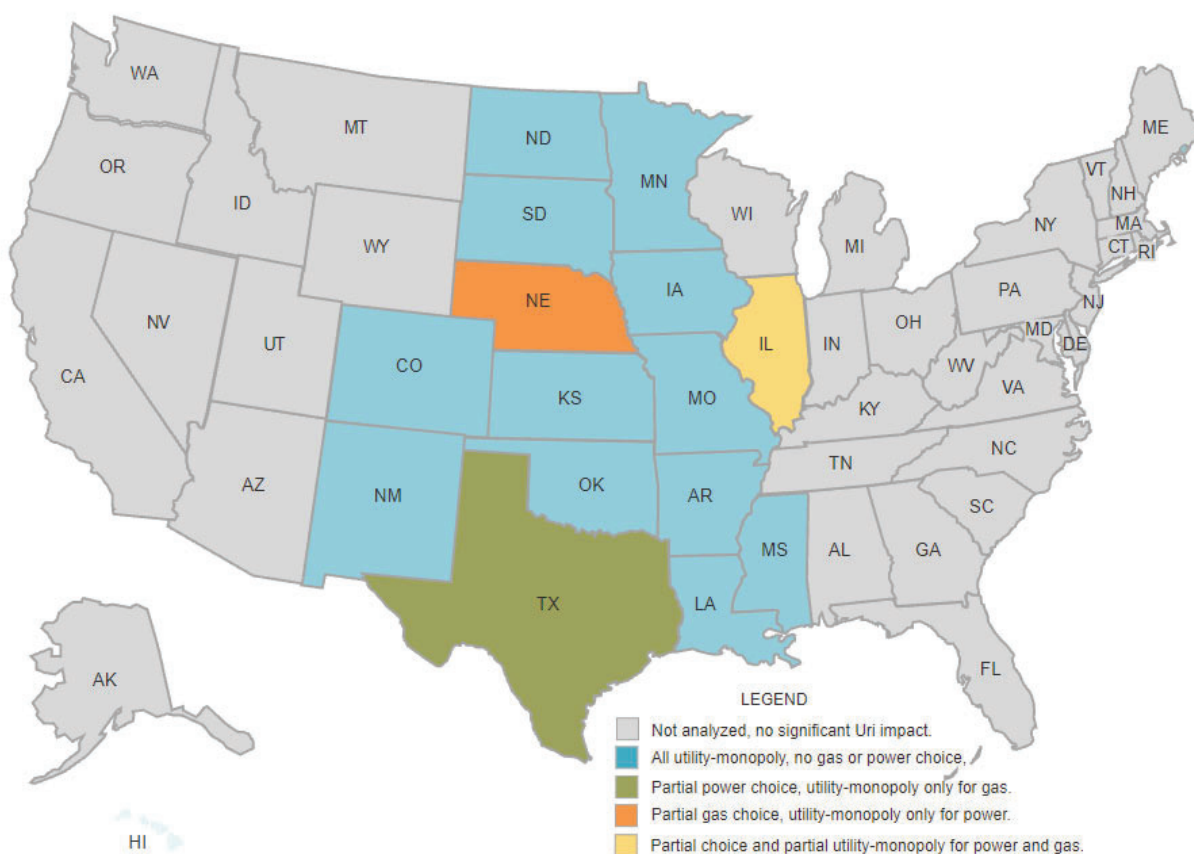 WA
MT
ND
MN
ME
OR
ID
VT
NH
SD
WI
NY
MA
WY
MI
CT
RI
IA
PA
NE
NJ
NV
OH
MD
UT
IL
IN
DE
CA
CO
WV
VA
KS
MO
KY
NC
TN
AZ
OK
NM
AR
SC
MS
AL
GA
TX
LA
FL
AK
LEGEND
Not analyzed, no significant Uri impact.
All utility-monopoly, no gas or power choice,
Partial power choice, utility-monopoly only for gas.
Partial gas choice, utility-monopoly only for power.
HI
Partial choice and partial utility-monopoly for power and gas.